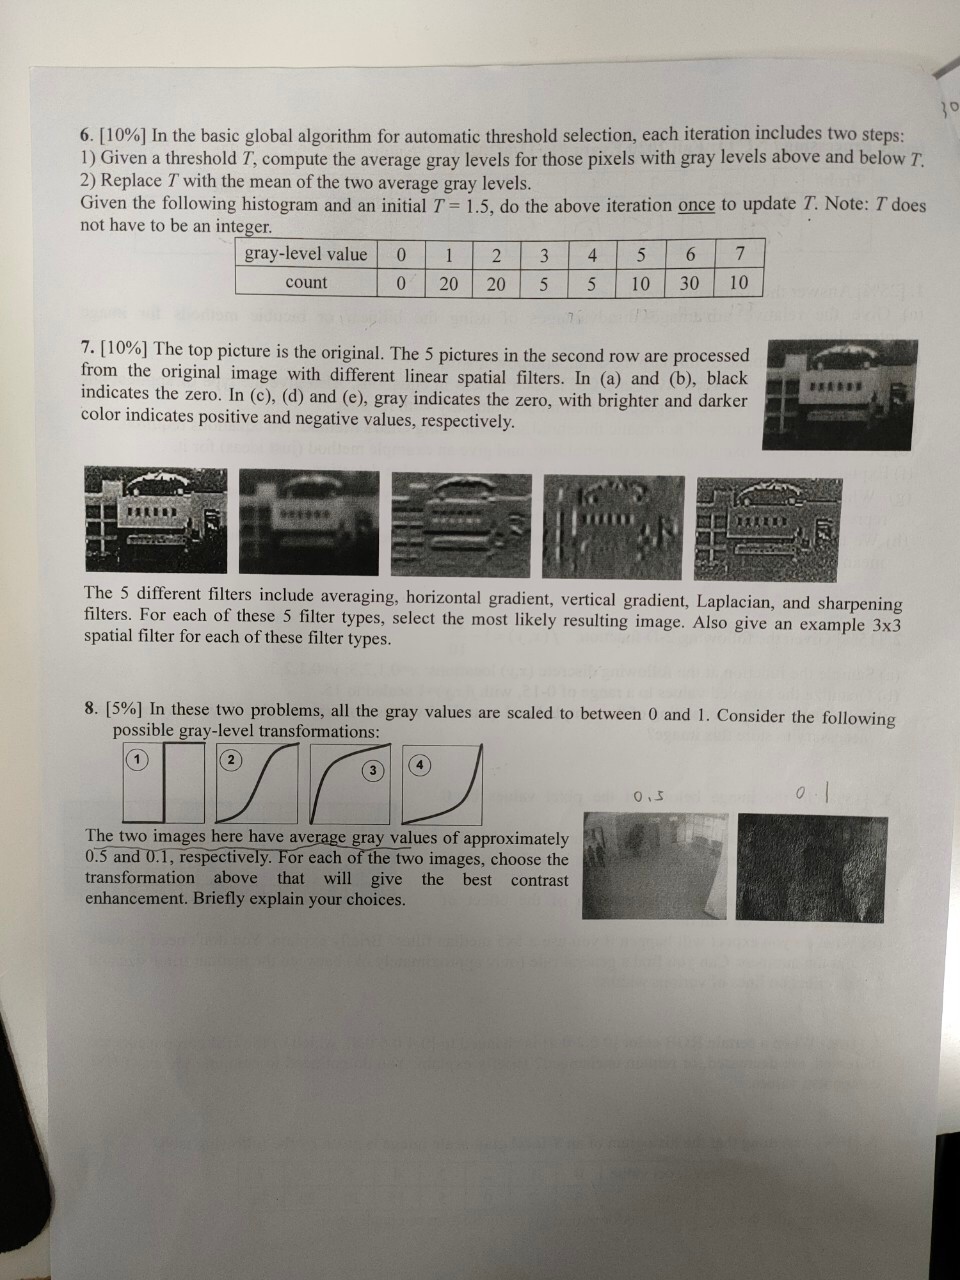 30
6. [10%] In the basic global algorithm for automatic threshold selection, each iteration includes two steps:
1) Given a threshold T, compute the average gray levels for those pixels with gray levels above and below T.
2) Replace T with the mean of the two average gray levels.
Given the following histogram and an initial T = 1.5, do the above iteration once to update T. Note: T does
not have to be an integer.
gray-level value 0 1 2 3 4 5 6 7
count 0 20 20 5 5 10 30 10
7. [10%] The top picture is the original. The 5 pictures in the second row are processed
from the original image with different linear spatial filters. In (a) and (b), black
indicates the zero. In (c), (d) and (e), gray indicates the zero, with brighter and darker
color indicates positive and negative values, respectively.
The 5 different filters include averaging, horizontal gradient, vertical gradient, Laplacian, and sharpening
filters. For each of these 5 filter types, select the most likely resulting image. Also give an example 3x3
spatial filter for each of these filter types.
8. [5%] In these two problems, all the gray values are scaled to between 0 and 1. Consider the following
possible gray-level transformations:
1 2 3 4
0.5 0.1
The two images here have average gray values of approximately
0.5 and 0.1, respectively. For each of the two images, choose the
transformation above that will give the best contrast
enhancement. Briefly explain your choices.